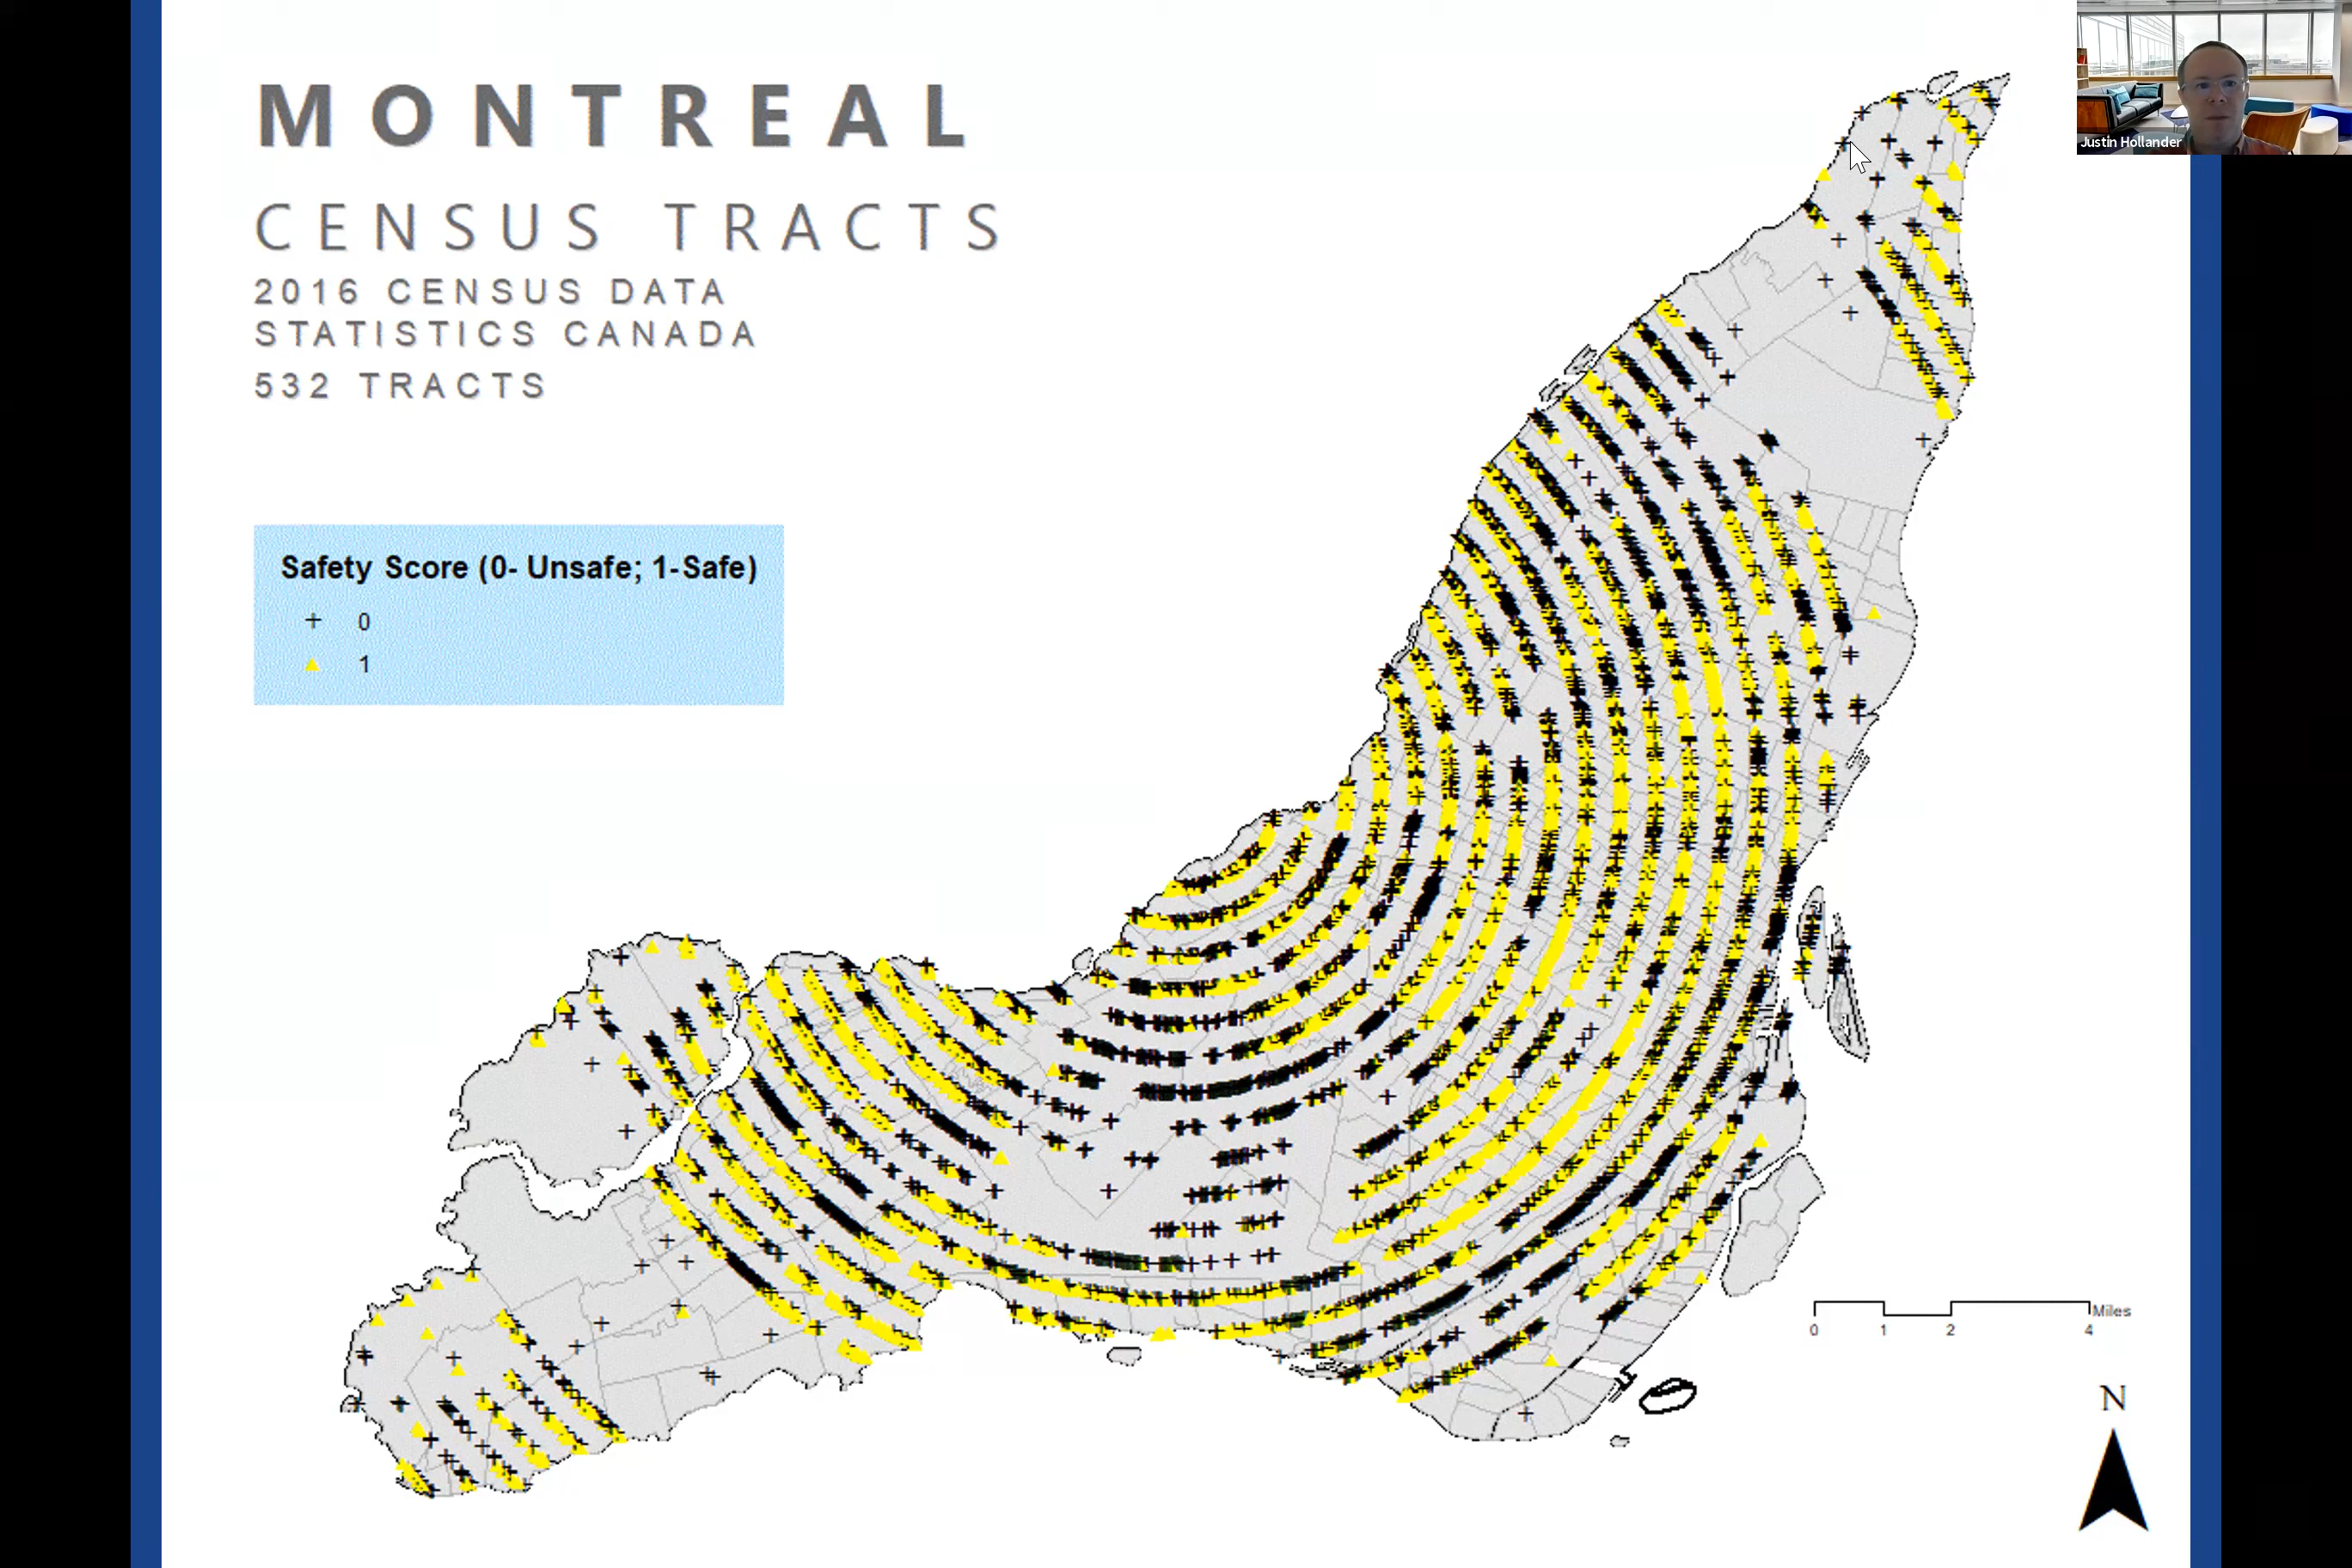 MONTREAL
CENSUS TRACTS
2016 CENSUS DATA
STATISTICS CANADA
532 TRACTS
Safety Score (0- Unsafe; 1-Safe)
0
1
Justin Hollander
Miles
0 1 2 4
N